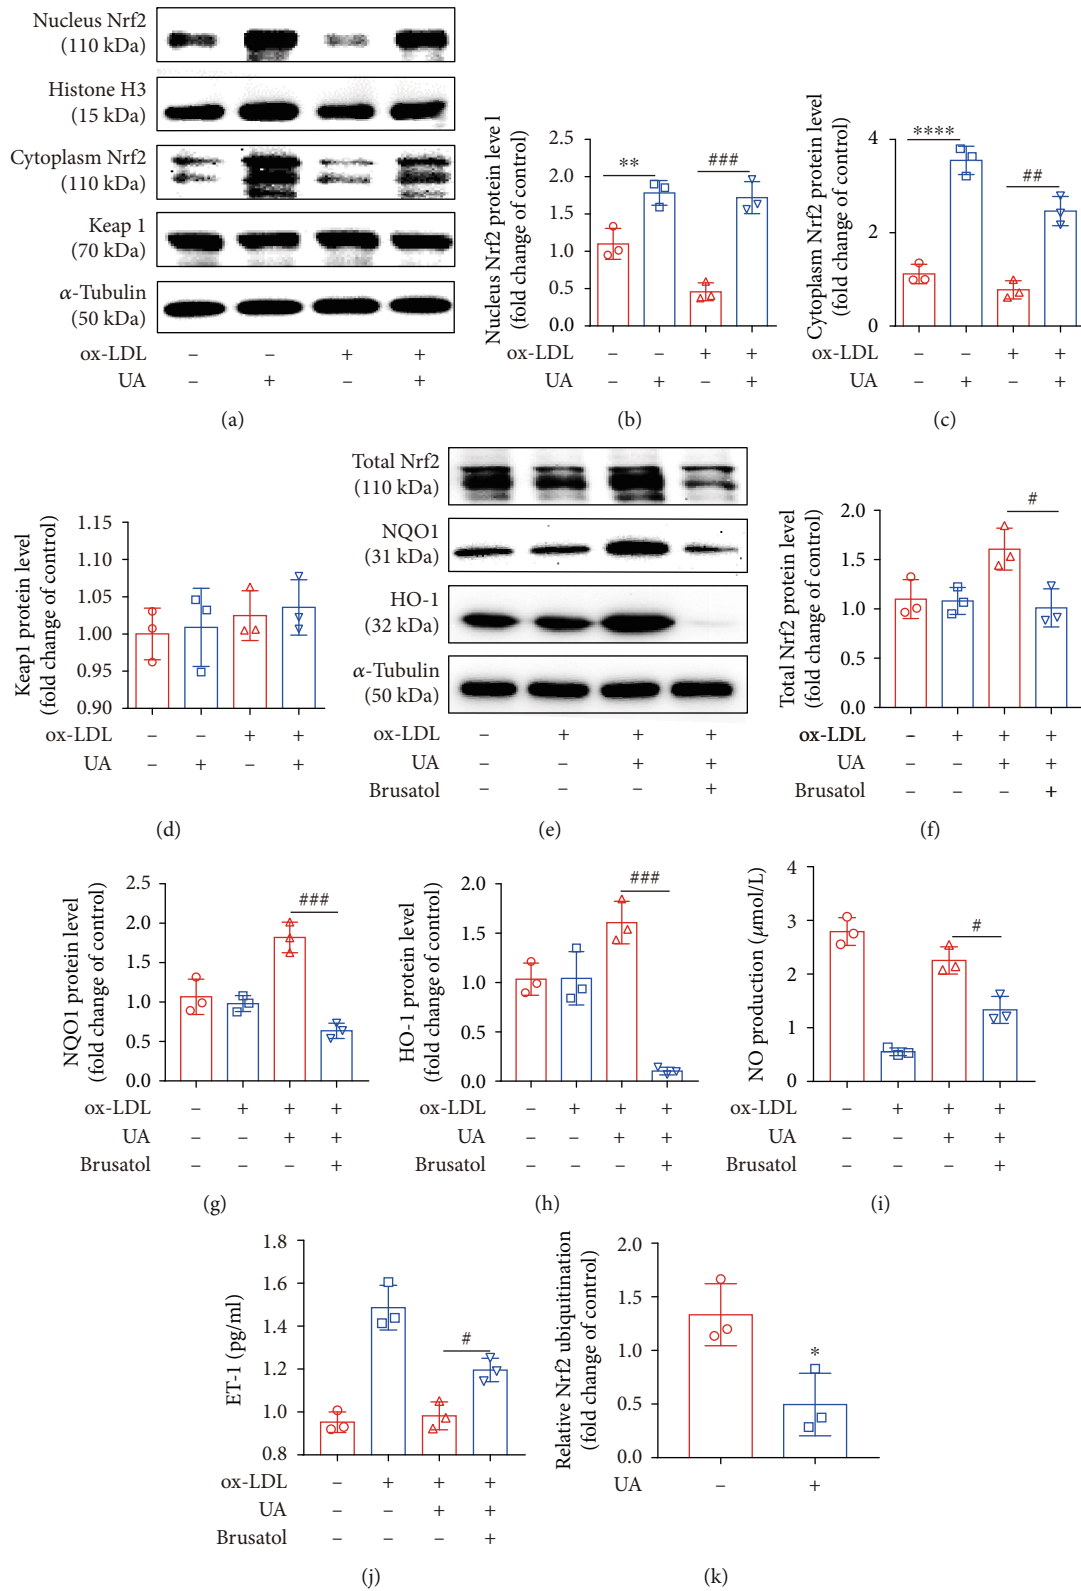 Nucleus Nrf2
(110 kDa)
Histone H3
(15 kDa)
Cytoplasm Nrf2
(110 kDa)
Keap 1
(70 kDa)
α-Tubulin
(50 kDa)
ox-LDL – – + +
UA – + – +
(a)
Nucleus Nrf2 protein level
(fold change of control)
2.5
2.0
1.5
1.0
0.5
0.0
** ###
– – + +
– + – +
(b)
Cytoplasm Nrf2 protein level
(fold change of control)
4
2
0
**** ##
– – + +
– + – +
(c)
Keap1 protein level
(fold change of control)
1.15
1.10
1.05
1.00
0.95
0.90
ox-LDL – – + +
UA – + – +
(d)
Total Nrf2
(110 kDa)
NQO1
(31 kDa)
HO-1
(32 kDa)
α-Tubulin
(50 kDa)
ox-LDL – + + +
UA – – + +
Brusatol – – – +
(e)
Total Nrf2 protein level
(fold change of control)
2.0
1.5
1.0
0.5
0.0
#
ox-LDL – + + +
UA – – + +
Brusatol – – – +
(f)
NQO1 protein level
(fold change of control)
2.5
2.0
1.5
1.0
0.5
0.0
###
ox-LDL – + + +
UA – – + +
Brusatol – – – +
(g)
HO-1 protein level
(fold change of control)
2.0
1.5
1.0
0.5
0.0
###
ox-LDL – + + +
UA – – + +
Brusatol – – – +
(h)
NO production (μmol/L)
4
3
2
1
0
#
ox-LDL – + + +
UA – – + +
Brusatol – – – +
(i)
ET-1 (pg/ml)
1.8
1.6
1.4
1.2
1.0
0.8
#
ox-LDL – + + +
UA – – + +
Brusatol – – – +
(j)
Relative Nrf2 ubiquitination
(fold change of control)
2.0
1.5
1.0
0.5
0.0
*
UA – +
(k)